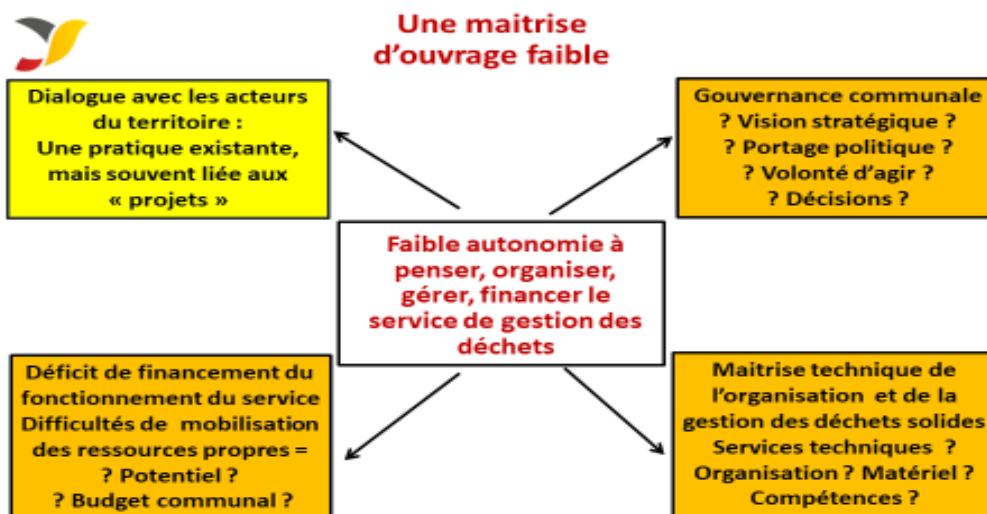 Une maitrise
d'ouvrage faible
Dialogue avec les acteurs
du territoire :
Une pratique existante,
mais souvent liée aux
« projets »
Gouvernance communale
? Vision stratégique ?
? Portage politique ?
? Volonté d'agir ?
? Décisions ?
Faible autonomie à
penser, organiser,
gérer, financer le
service de gestion des
déchets
Déficit de financement du
fonctionnement du service
Difficultés de mobilisation
des ressources propres =
? Potentiel ?
? Budget communal ?
Maitrise technique de
l'organisation et de la
gestion des déchets solides
Services techniques ?
Organisation ? Matériel ?
Compétences ?